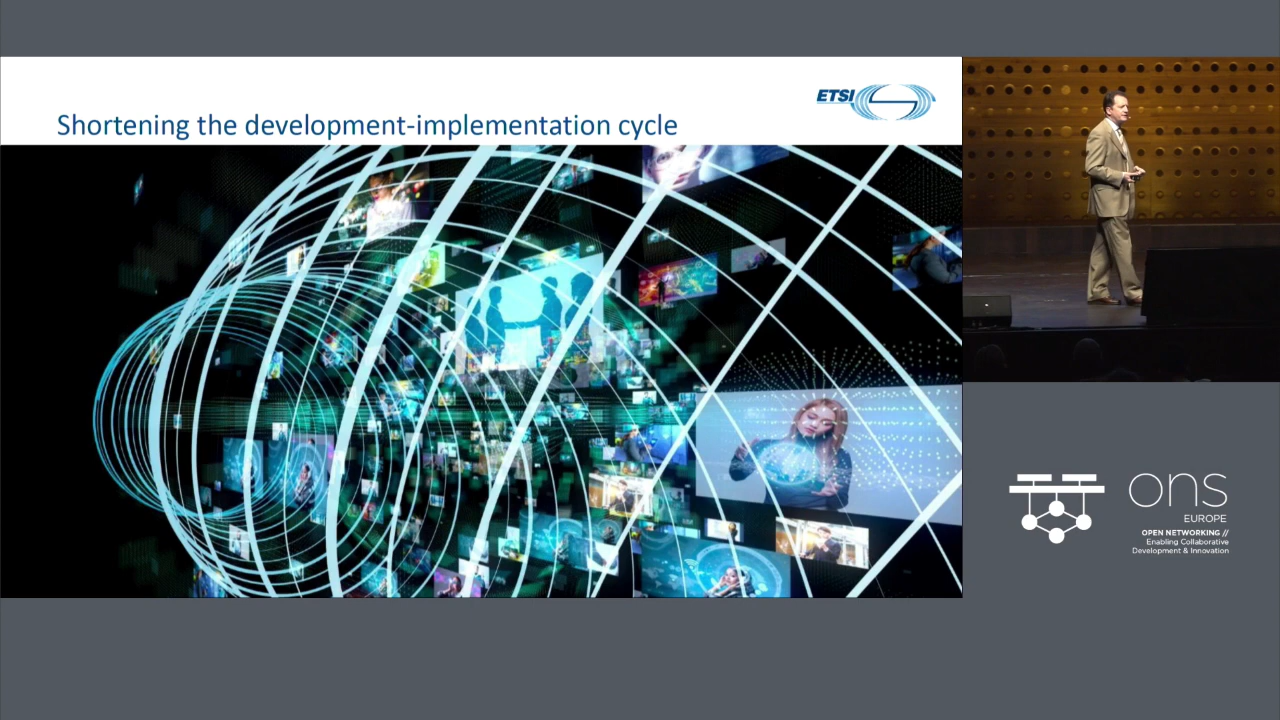 ETSI
Shortening the development-implementation cycle
ons
EUROPE
OPEN NETWORKING //
Enabling Collaborative
Development & Innovation